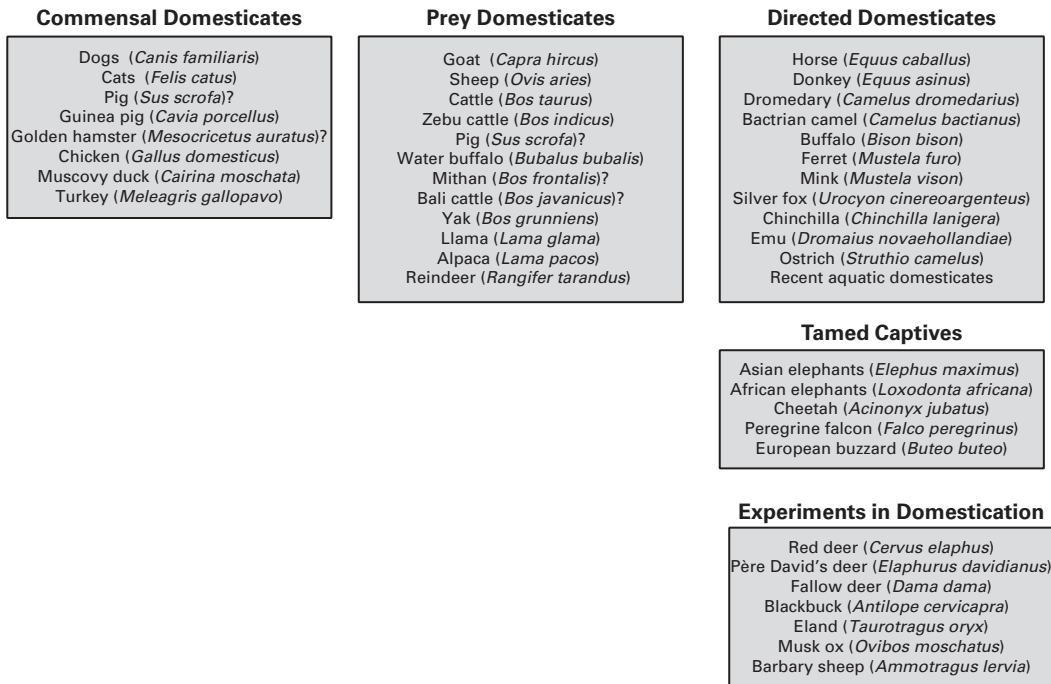 Commensal Domesticates
Dogs (Canis familiaris)
Cats (Felis catus)
Pig (Sus scrofa)?
Guinea pig (Cavia porcellus)
Golden hamster (Mesocricetus auratus)?
Chicken (Gallus domesticus)
Muscovy duck (Cairina moschata)
Turkey (Meleagris gallopavo)
Prey Domesticates
Goat (Capra hircus)
Sheep (Ovis aries)
Cattle (Bos taurus)
Zebu cattle (Bos indicus)
Pig (Sus scrofa)?
Water buffalo (Bubalus bubalis)
Mithan (Bos frontalis)?
Bali cattle (Bos javanicus)?
Yak (Bos grunniens)
Llama (Lama glama)
Alpaca (Lama pacos)
Reindeer (Rangifer tarandus)
Directed Domesticates
Horse (Equus caballus)
Donkey (Equus asinus)
Dromedary (Camelus dromedarius)
Bactrian camel (Camelus bactianus)
Buffalo (Bison bison)
Ferret (Mustela furo)
Mink (Mustela vison)
Silver fox (Urocyon cinereoargenteus)
Chinchilla (Chinchilla lanigera)
Emu (Dromaius novaehollandiae)
Ostrich (Struthio camelus)
Recent aquatic domesticates
Tamed Captives
Asian elephants (Elephus maximus)
African elephants (Loxodonta africana)
Cheetah (Acinonyx jubatus)
Peregrine falcon (Falco peregrinus)
European buzzard (Buteo buteo)
Experiments in Domestication
Red deer (Cervus elaphus)
Père David's deer (Elaphurus davidianus)
Fallow deer (Dama dama)
Blackbuck (Antilope cervicapra)
Eland (Taurotragus oryx)
Musk ox (Ovibos moschatus)
Barbary sheep (Ammotragus lervia)